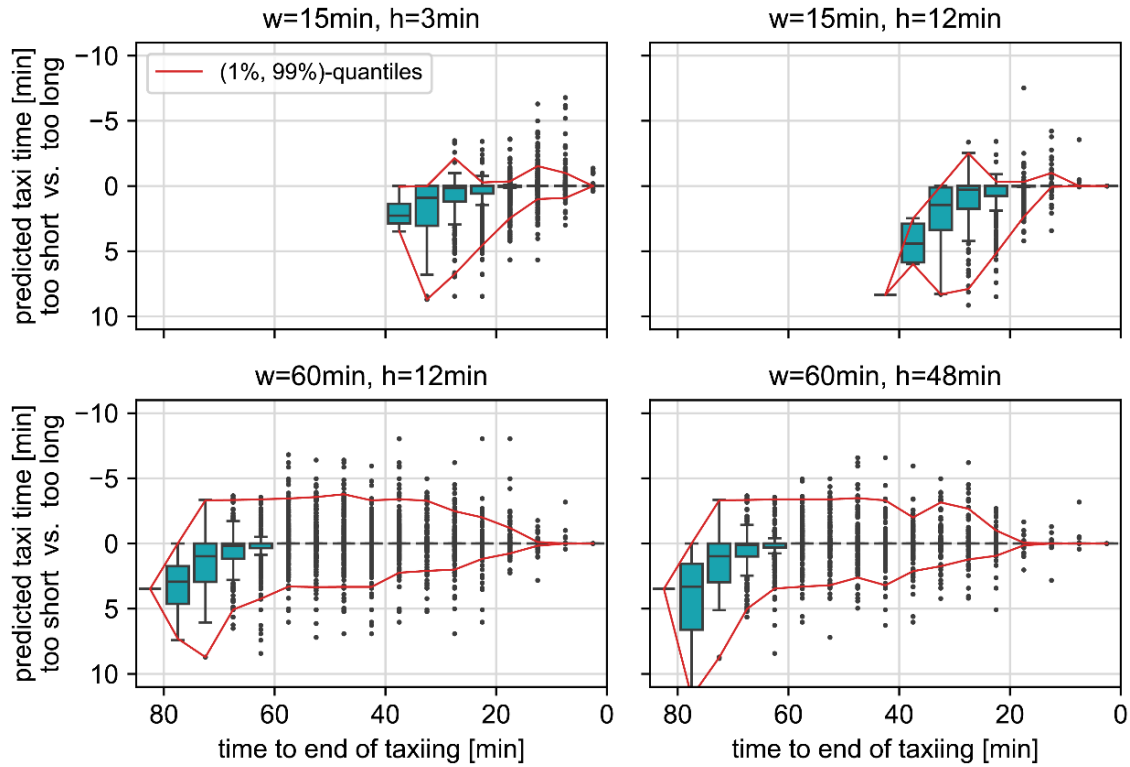 w=15min, h=3min
w=15min, h=12min
predicted taxi time [min]
too short vs. too long
−10
−5
0
5
10
(1%, 99%)-quantiles
w=60min, h=12min
w=60min, h=48min
predicted taxi time [min]
too short vs. too long
−10
−5
0
5
10
80
60
40
20
0
80
60
40
20
0
time to end of taxiing [min]
time to end of taxiing [min]